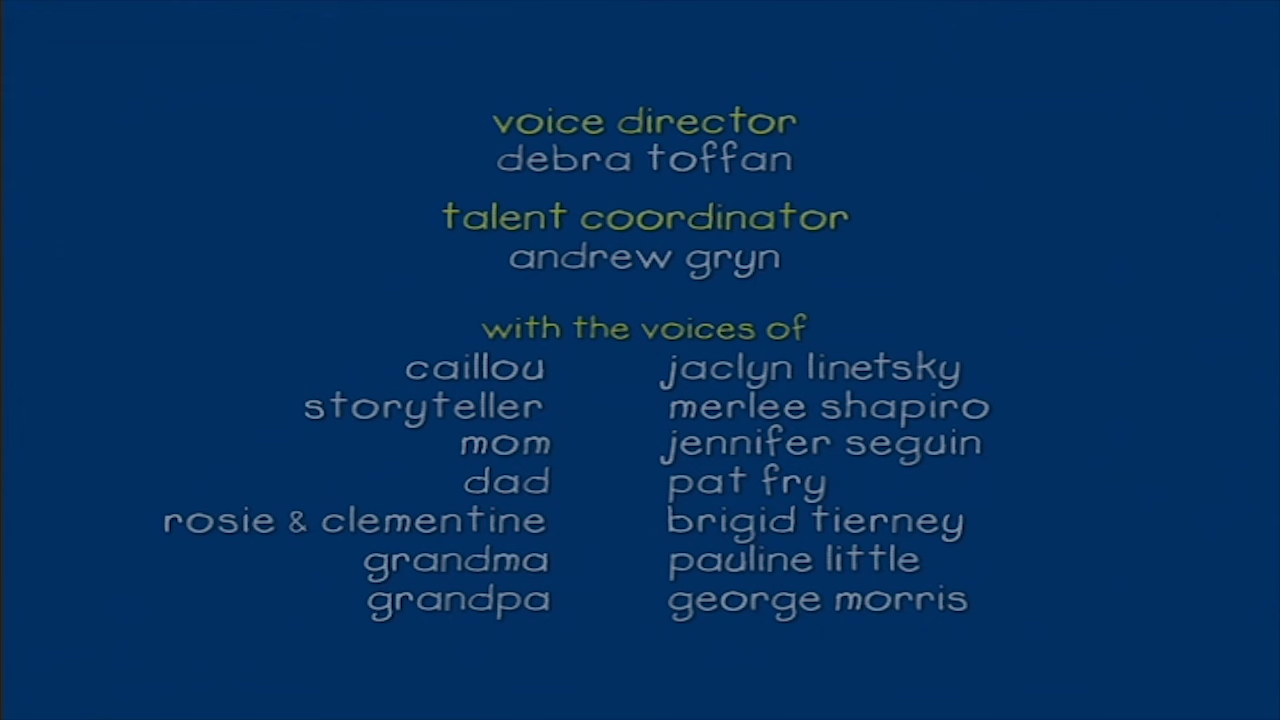 voice director
debra toffan
talent coordinator
andrew gryn
with the voices of
caillou jaclyn linetsky
storyteller merlee shapiro
mom jennifer seguin
dad pat fry
rosie & clementine brigid tierney
grandma pauline little
grandpa george morris